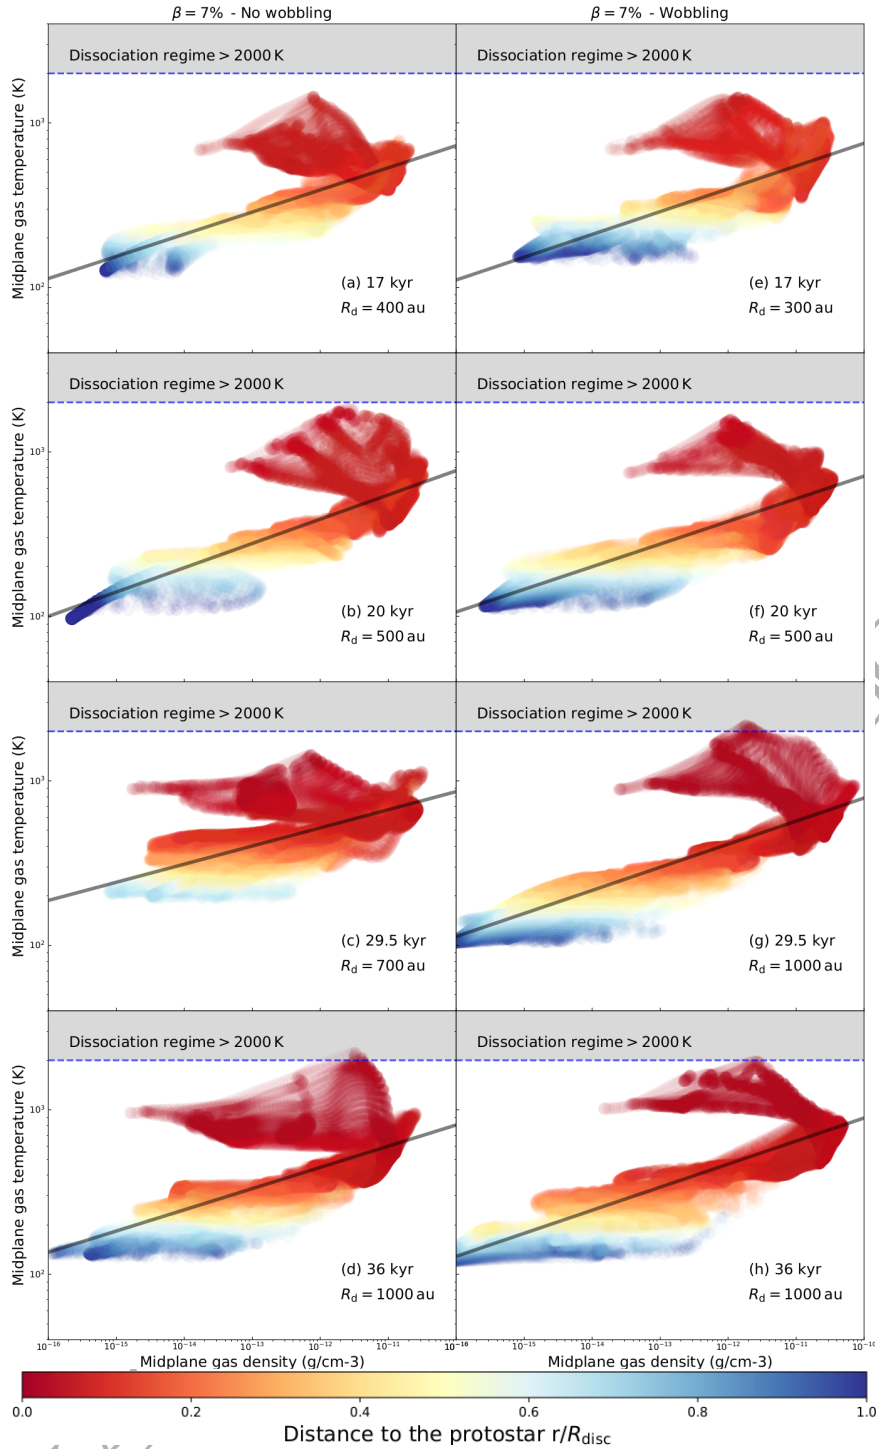 β = 7% - No wobbling
β = 7% - Wobbling
Dissociation regime > 2000 K
Dissociation regime > 2000 K
Midplane gas temperature (K)
10³
10²
(a) 17 kyr
R_d = 400 au
(e) 17 kyr
R_d = 300 au
Dissociation regime > 2000 K
Dissociation regime > 2000 K
Midplane gas temperature (K)
10³
10²
(b) 20 kyr
R_d = 500 au
(f) 20 kyr
R_d = 500 au
Dissociation regime > 2000 K
Dissociation regime > 2000 K
Midplane gas temperature (K)
10³
10²
(c) 29.5 kyr
R_d = 700 au
(g) 29.5 kyr
R_d = 1000 au
Dissociation regime > 2000 K
Dissociation regime > 2000 K
Midplane gas temperature (K)
10³
10²
(d) 36 kyr
R_d = 1000 au
(h) 36 kyr
R_d = 1000 au
10⁻¹⁶ 10⁻¹⁵ 10⁻¹⁴ 10⁻¹³ 10⁻¹² 10⁻¹¹ 10⁻¹⁶ 10⁻¹⁵ 10⁻¹⁴ 10⁻¹³ 10⁻¹² 10⁻¹¹ 10⁻¹⁰
Midplane gas density (g/cm-3)
Midplane gas density (g/cm-3)
0.0 0.2 0.4 0.6 0.8 1.0
Distance to the protostar r/R_disc